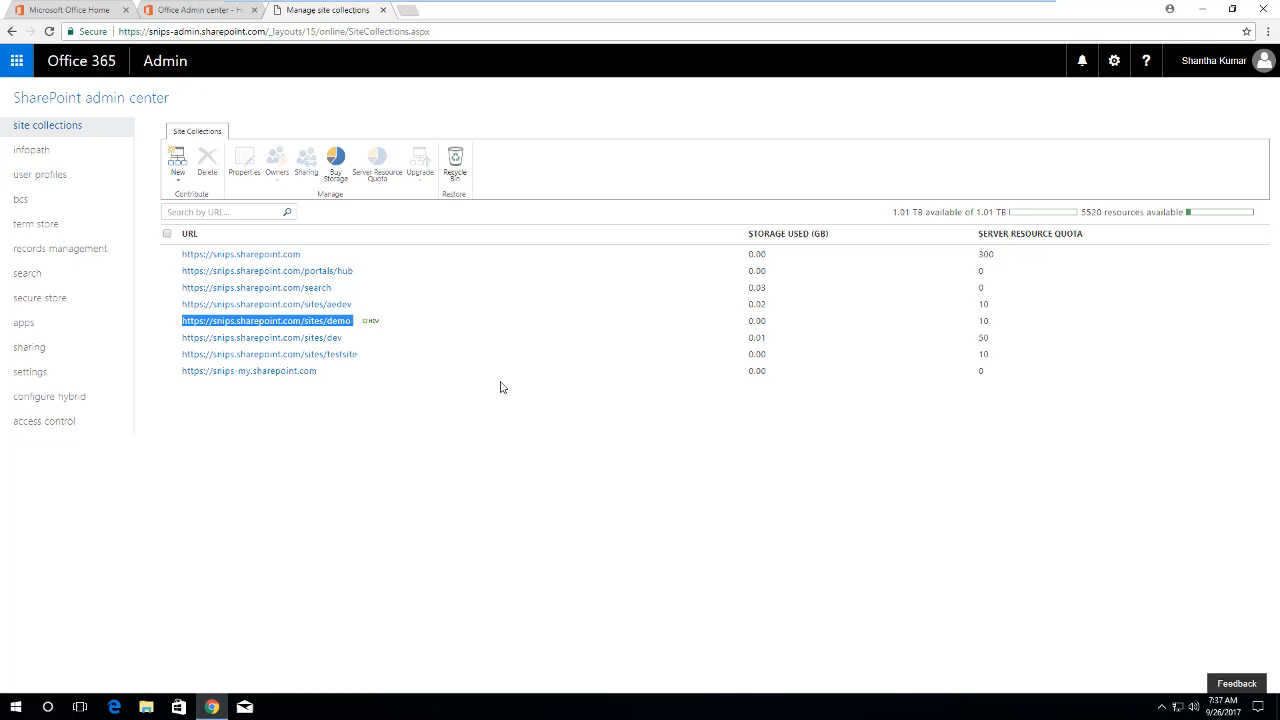 Microsoft Office Home
Office Admin center - H
Manage site collections
Secure
https://snips-admin.sharepoint.com/_layouts/15/online/SiteCollections.aspx
Office 365
Admin
?
Shantha Kumar
SharePoint admin center
site collections
infopath
user profiles
bcs
term store
records management
search
secure store
apps
sharing
settings
configure hybrid
access control
Site Collections
New
Delete
Properties
Owners
Sharing
Buy Storage
Server Resource Quota
Upgrade
Recycle Bin
Contribute
Manage
Restore
Search by URL...
1.01 TB available of 1.01 TB
5520 resources available
URL STORAGE USED (GB) SERVER RESOURCE QUOTA
https://snips.sharepoint.com 0.00 300
https://snips.sharepoint.com/portals/hub 0.00 0
https://snips.sharepoint.com/search 0.03 0
https://snips.sharepoint.com/sites/aedev 0.02 10
https://snips.sharepoint.com/sites/demo NEW 0.00 10
https://snips.sharepoint.com/sites/dev 0.01 50
https://snips.sharepoint.com/sites/testsite 0.00 10
https://snips-my.sharepoint.com 0.00 0
Feedback
7:37 AM
9/26/2017